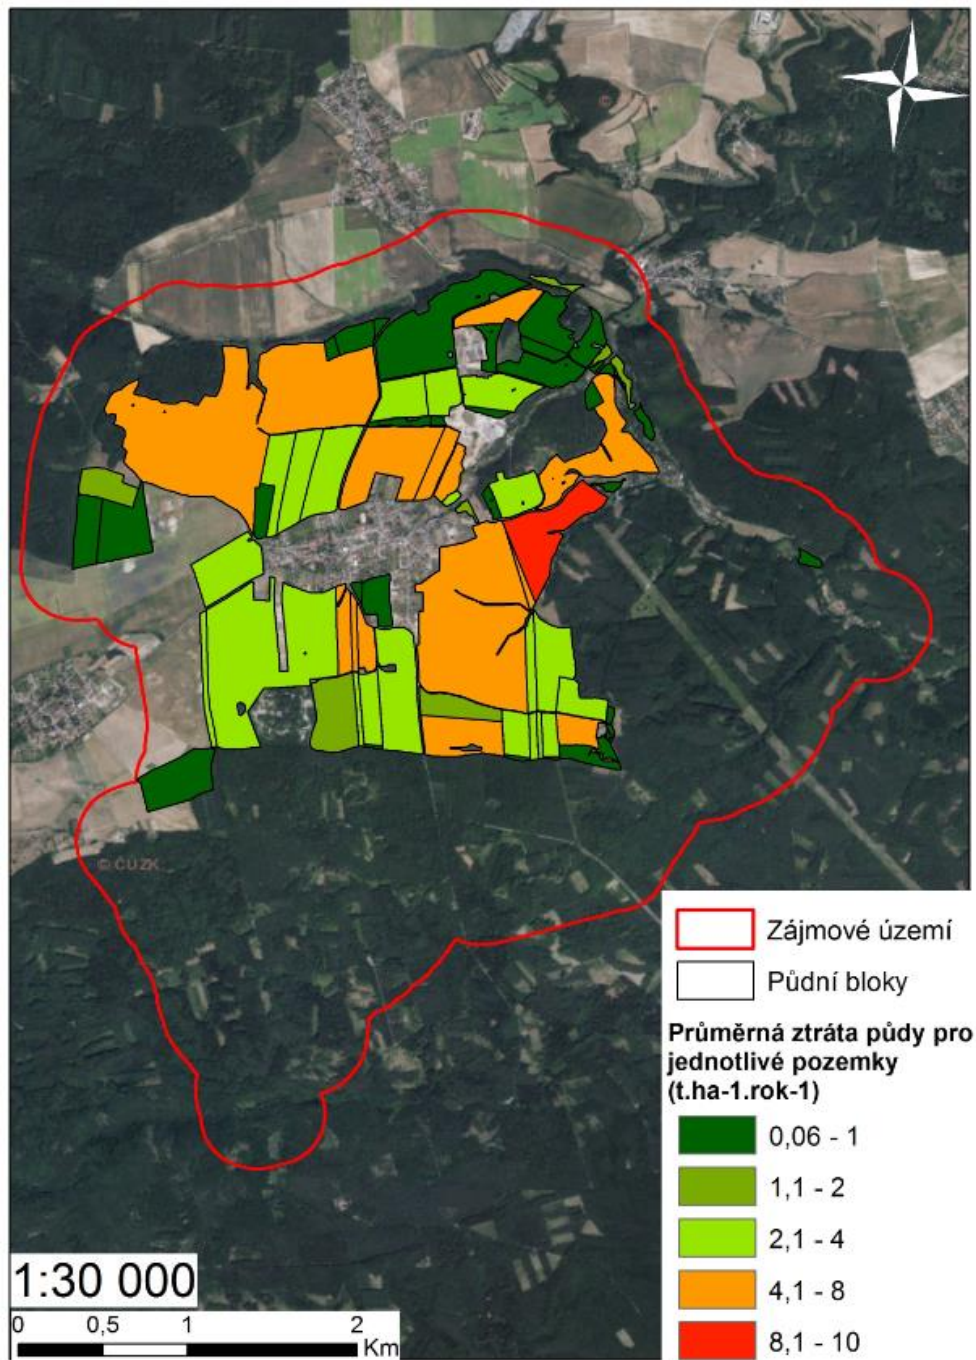 © ČÚZK
Zájmové území
Půdní bloky
Průměrná ztráta půdy pro
jednotlivé pozemky
(t.ha-1.rok-1)
0,06 - 1
1,1 - 2
2,1 - 4
4,1 - 8
8,1 - 10
1:30 000
0 0,5 1 2
Km